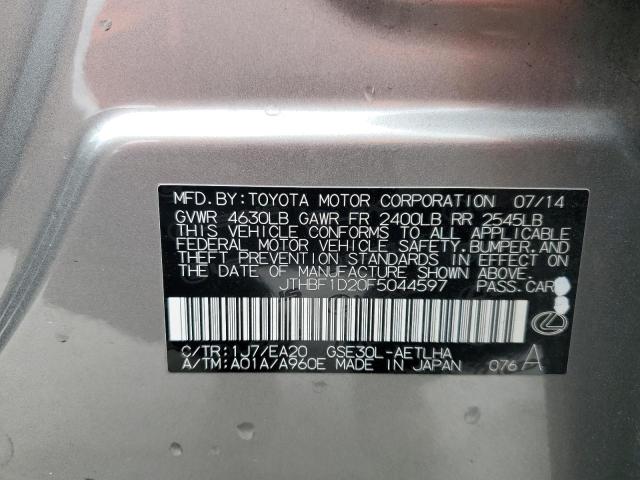 MFD. BY: TOYOTA MOTOR CORPORATION 07/14
GVWR 4630LB GAWR FR 2400LB RR 2545LB
THIS VEHICLE CONFORMS TO ALL APPLICABLE
FEDERAL MOTOR VEHICLE SAFETY, BUMPER, AND
THEFT PREVENTION STANDARDS IN EFFECT ON
THE DATE OF MANUFACTURE SHOWN ABOVE.
JTHBF1D20F5044597 PASS. CAR
C/TR: 1J7/EA20 GSE30L-AETLHA
A/TM: A01A/A960E MADE IN JAPAN 076 A